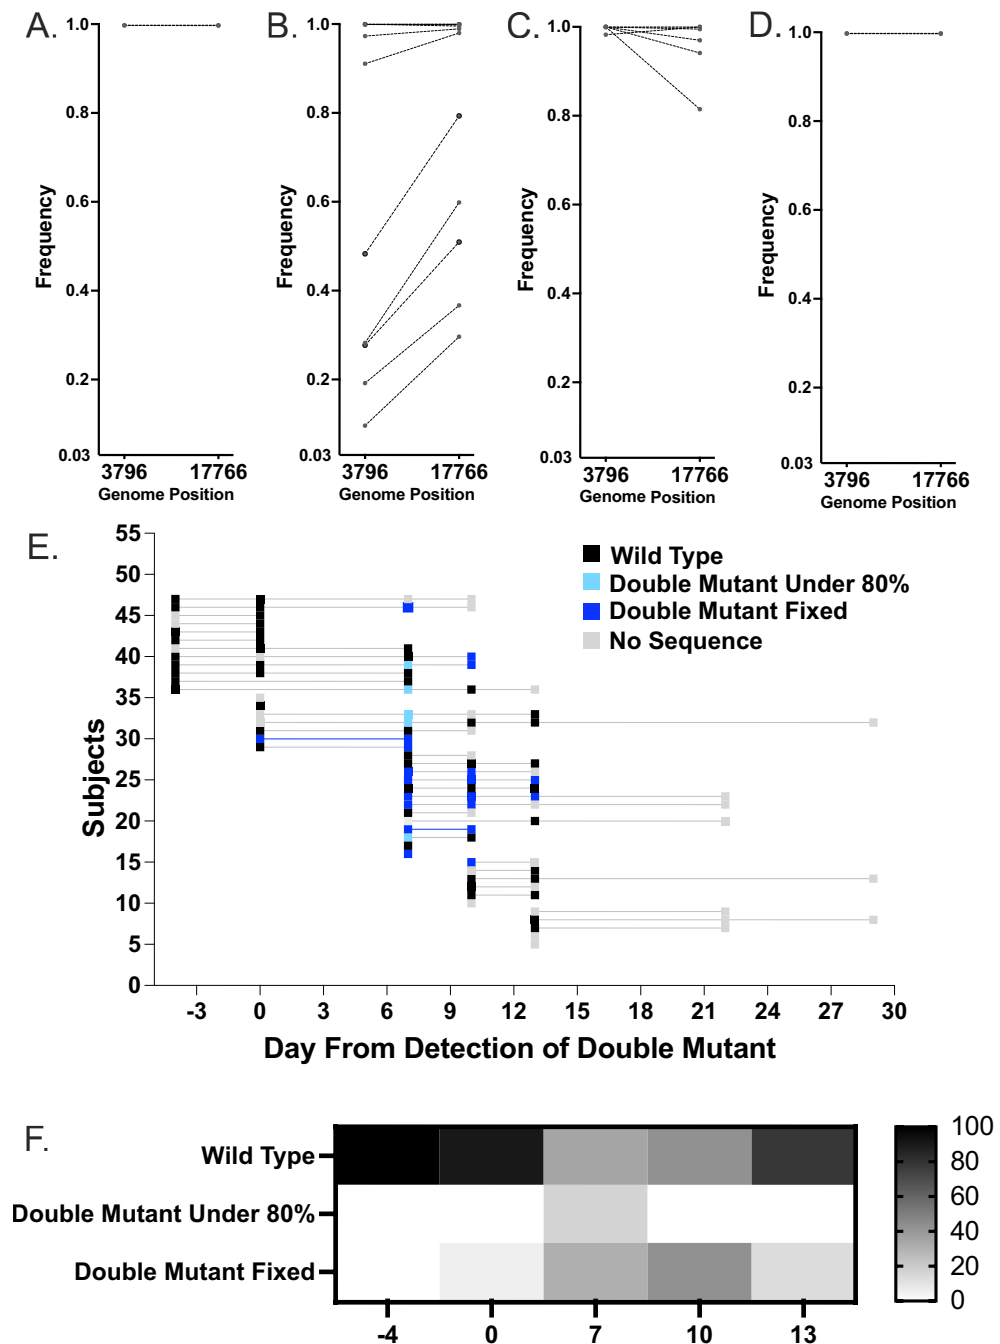 A.
1.0
0.8
0.6
0.4
0.2
0.03
Frequency
3796 17766
Genome Position
B.
1.0
0.8
0.6
0.4
0.2
0.03
Frequency
3796 17766
Genome Position
C.
1.0
0.8
0.6
0.4
0.2
0.03
Frequency
3796 17766
Genome Position
D.
1.0
0.8
0.6
0.4
0.2
0.03
Frequency
3796 17766
Genome Position
E.
55
50
45
40
35
30
25
20
15
10
5
0
Subjects
Wild Type
Double Mutant Under 80%
Double Mutant Fixed
No Sequence
-3 0 3 6 9 12 15 18 21 24 27 30
Day From Detection of Double Mutant
F.
Wild Type
Double Mutant Under 80%
Double Mutant Fixed
-4 0 7 10 13
100
80
60
40
20
0